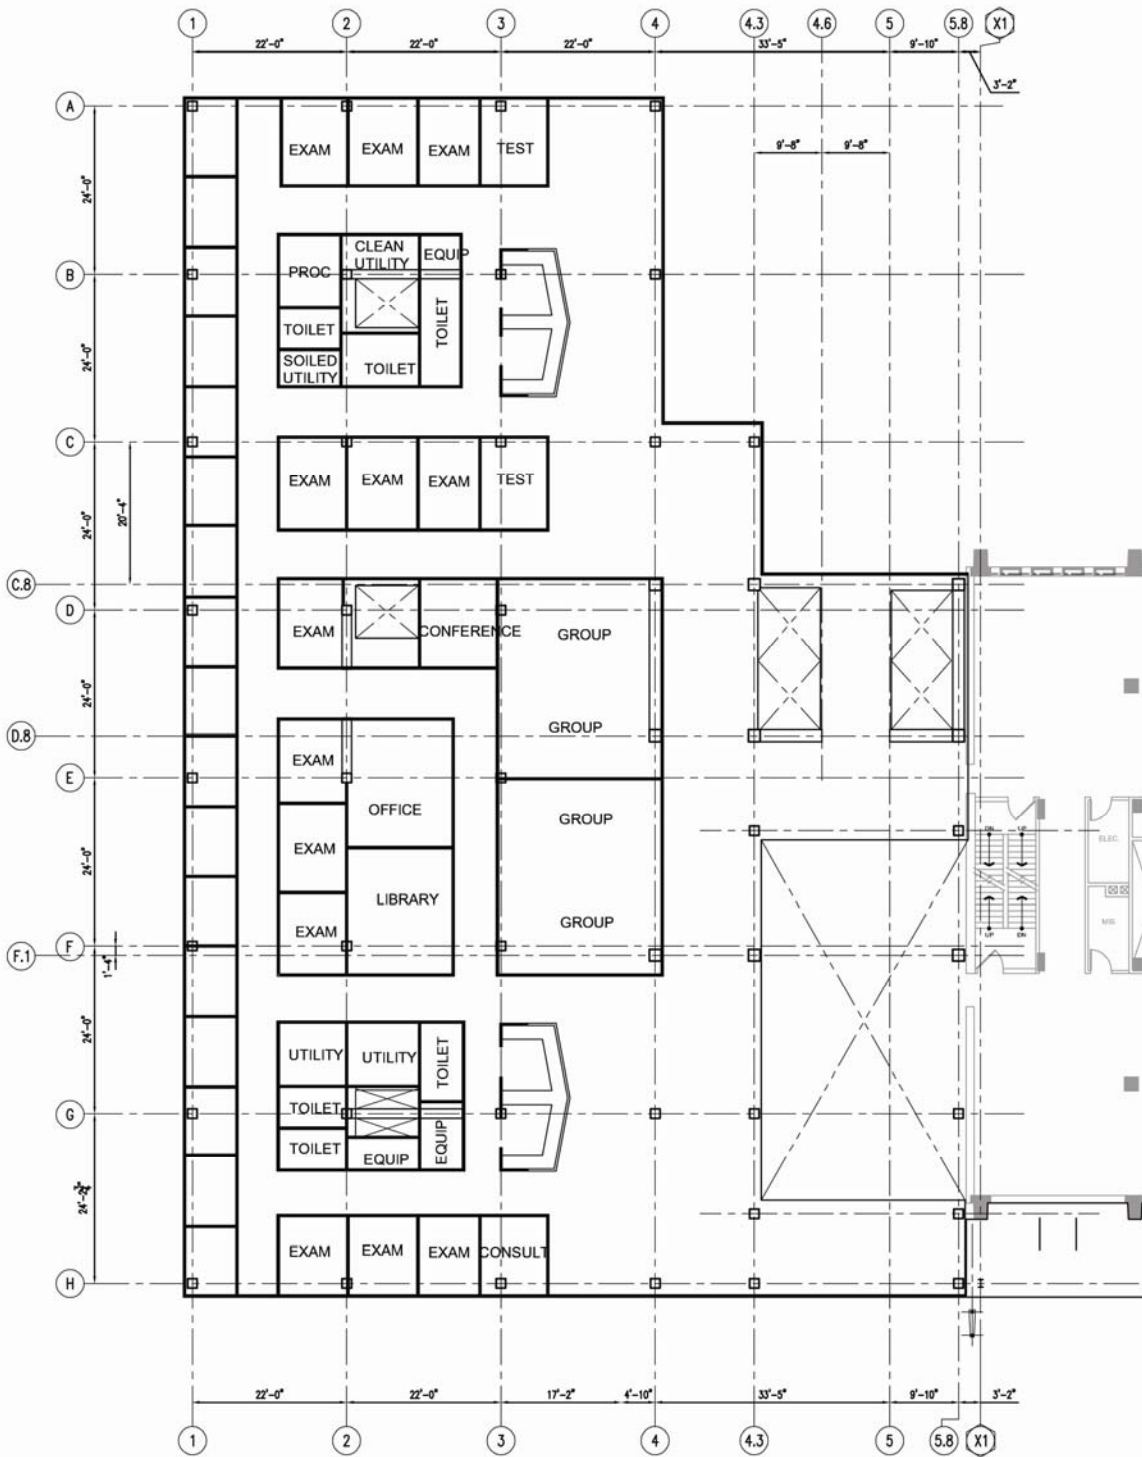 1 2 3 4 4.3 4.6 5 5.8 X1
22'-0" 22'-0" 22'-0" 33'-5" 9'-10"
3'-2"
A
9'-8" 9'-8"
EXAM EXAM EXAM TEST
24'-0"
CLEAN
UTILITY
EQUIP
B
PROC
TOILET
TOILET
SOILED
UTILITY
TOILET
24'-0"
C
EXAM EXAM EXAM TEST
20'-4"
24'-0"
C.8
D
EXAM CONFERENCE GROUP
24'-0"
GROUP
D.8
EXAM
E
OFFICE GROUP
DN UP
ELEC.
EXAM
24'-0"
LIBRARY
GROUP
EXAM
MIS
UP DN
F
F.1
1'-4"
24'-0"
UTILITY UTILITY TOILET
G
TOILET
TOILET
EQUIP
EQUIP
EXAM EXAM EXAM CONSULT
H
22'-0" 22'-0" 17'-2" 4'-10" 33'-5" 9'-10" 3'-2"
1 2 3 4 4.3 5 5.8 X1